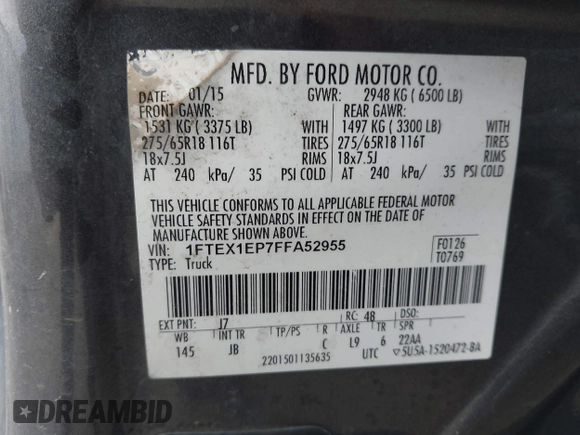 MFD. BY FORD MOTOR CO.
DATE: 01/15 GVWR: 2948 KG ( 6500 LB)
FRONT GAWR: REAR GAWR:
1531 KG ( 3375 LB) WITH 1497 KG ( 3300 LB) WITH
275/65R18 116T TIRES 275/65R18 116T TIRES
18x7.5J RIMS 18x7.5J RIMS
AT 240 kPa/ 35 PSI COLD AT 240 kPa/ 35 PSI COLD
THIS VEHICLE CONFORMS TO ALL APPLICABLE FEDERAL MOTOR
VEHICLE SAFETY STANDARDS IN EFFECT ON THE DATE OF
MANUFACTURE SHOWN ABOVE.
VIN: 1FTEX1EP7FFA52955 F0126
TYPE: Truck T0769
EXT PNT: J7 RC: 48 DSO:
WB INT TR TP/PS R AXLE TR SPR
145 JB C L9 6 22AA
2201501135635 UTC ▽5U5A-1520472-BA
DREAMBID